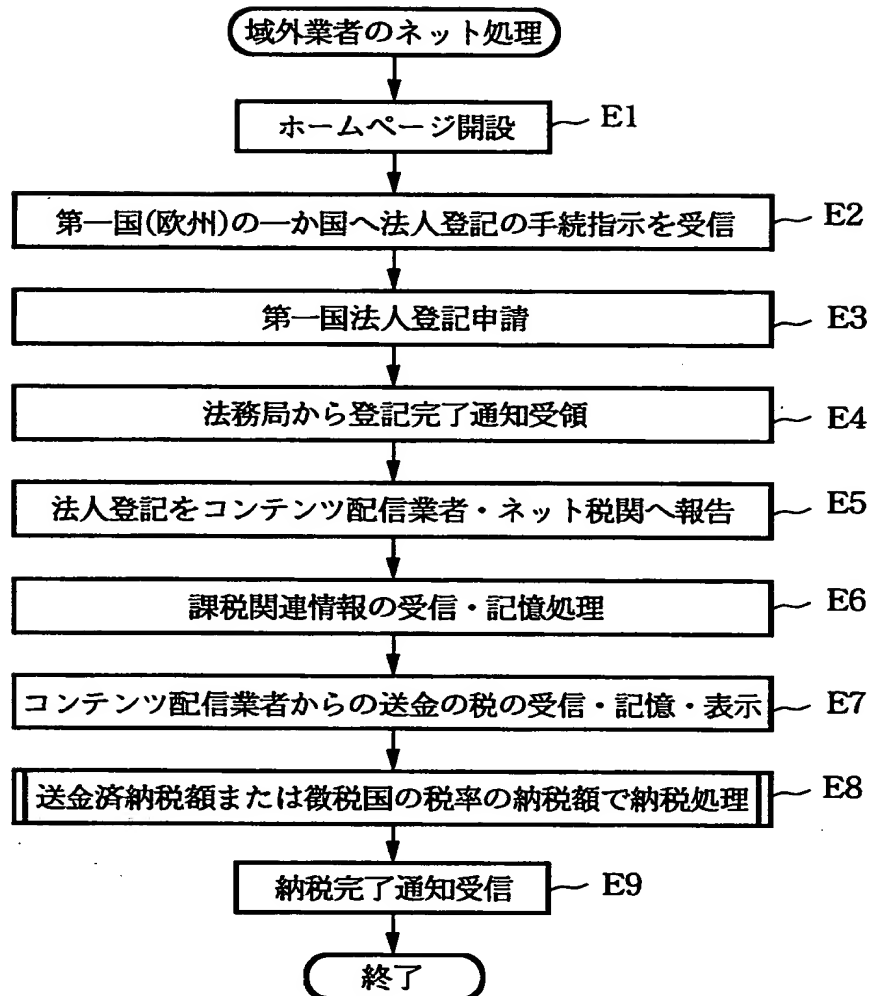 域外業者のネット処理
ホームページ開設 E1
第一国(欧州)の一か国へ法人登記の手続指示を受信 E2
第一国法人登記申請 E3
法務局から登記完了通知受領 E4
法人登記をコンテンツ配信業者・ネット税関へ報告 E5
課税関連情報の受信・記憶処理 E6
コンテンツ配信業者からの送金の税の受信・記憶・表示 E7
送金済納税額または徴税国の税率の納税額で納税処理 E8
納税完了通知受信 E9
終了